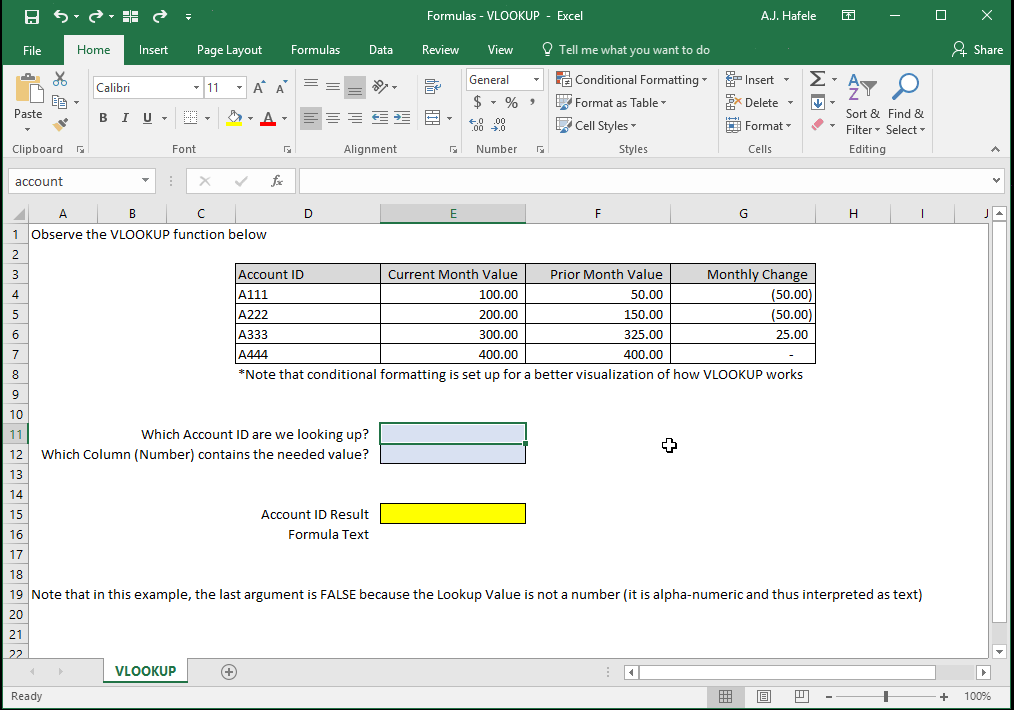 Formulas - VLOOKUP - Excel
A.J. Hafele
File Home Insert Page Layout Formulas Data Review View Tell me what you want to do Share
Paste
Clipboard
Calibri 11
B I U A
Font
Alignment
General
$ % ,
Number
Conditional Formatting
Format as Table
Cell Styles
Styles
Insert
Delete
Format
Cells
Sort & Filter
Find & Select
Editing
account fx
A B C D E F G H I J
1 Observe the VLOOKUP function below
2
3 Account ID Current Month Value Prior Month Value Monthly Change
4 A111 100.00 50.00 (50.00)
5 A222 200.00 150.00 (50.00)
6 A333 300.00 325.00 25.00
7 A444 400.00 400.00 -
8 *Note that conditional formatting is set up for a better visualization of how VLOOKUP works
9
10
11 Which Account ID are we looking up?
12 Which Column (Number) contains the needed value?
13
14
15 Account ID Result
16 Formula Text
17
18
19 Note that in this example, the last argument is FALSE because the Lookup Value is not a number (it is alpha-numeric and thus interpreted as text)
20
21
22
VLOOKUP
Ready 100%